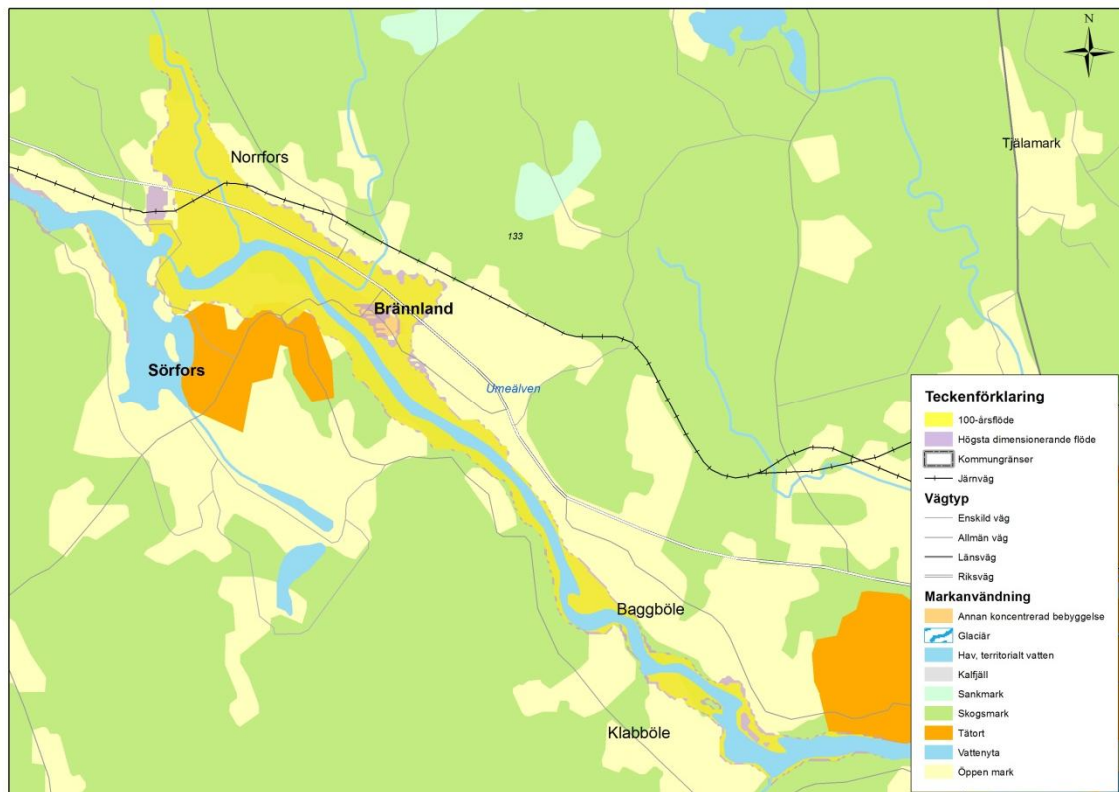 N
Tjälamark
Norrfors
133
Brännland
Sörfors
Umeälven
Baggböle
Klabböle
Teckenförklaring
100-årsflöde
Högsta dimensionerande flöde
Kommungränser
Järnväg
Vägtyp
Enskild väg
Allmän väg
Länsväg
Riksväg
Markanvändning
Annan koncentrerad bebyggelse
Glaciär
Hav, territorialt vatten
Kalfjäll
Sankmark
Skogsmark
Tätort
Vattenyta
Öppen mark